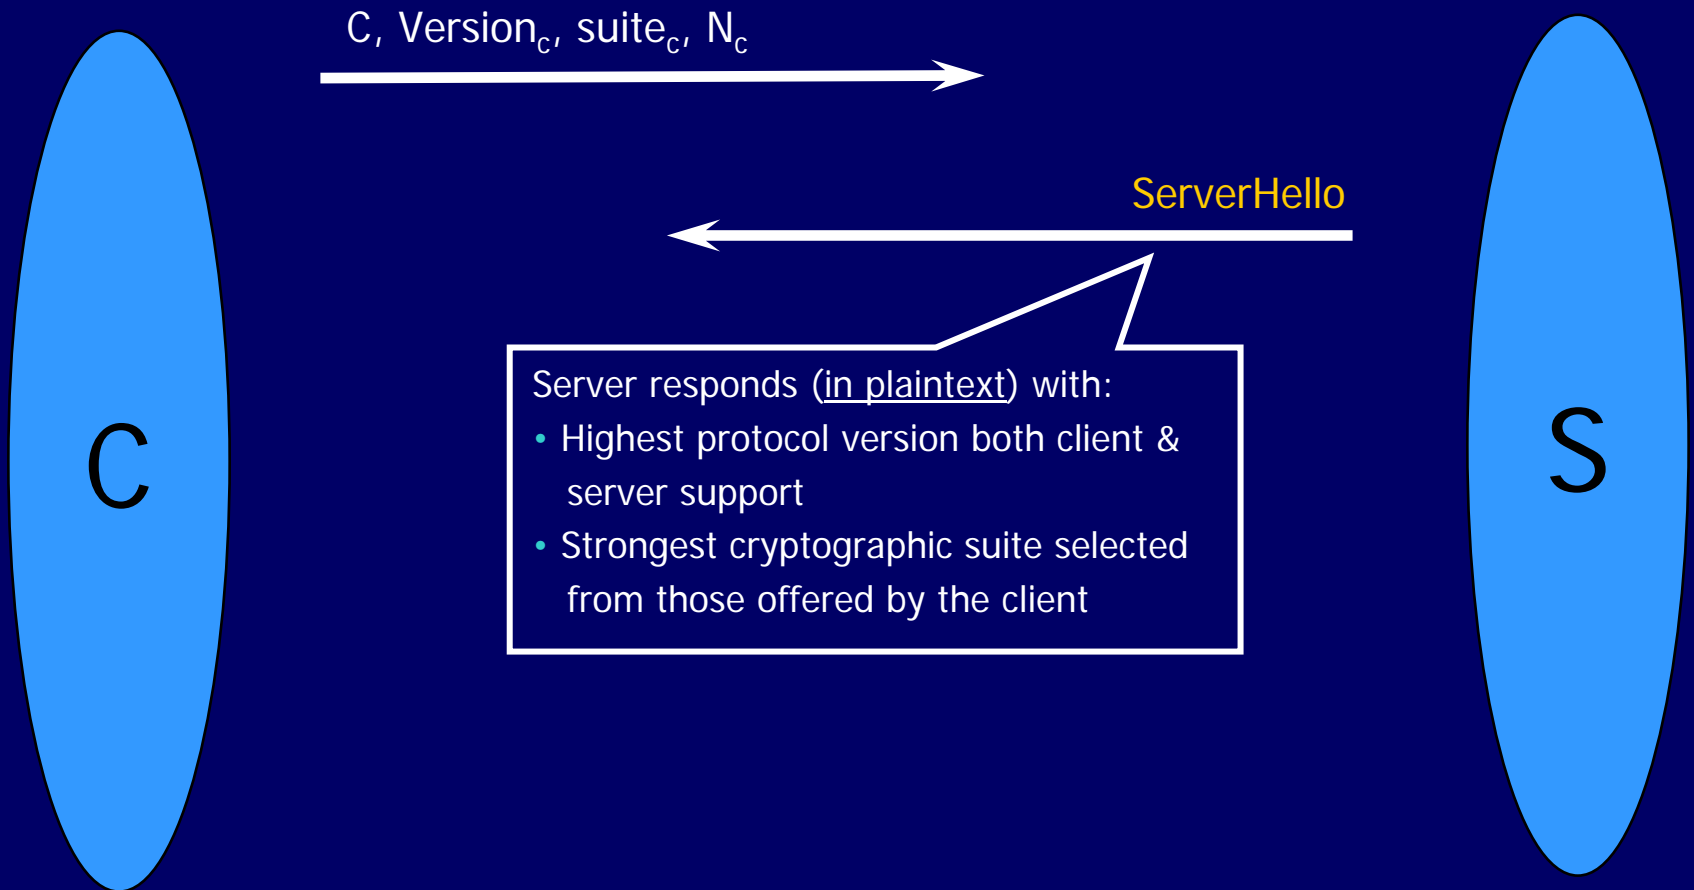 C, Version_c, suite_c, N_c
ServerHello
Server responds (in plaintext) with:
• Highest protocol version both client &
server support
• Strongest cryptographic suite selected
from those offered by the client
C
S